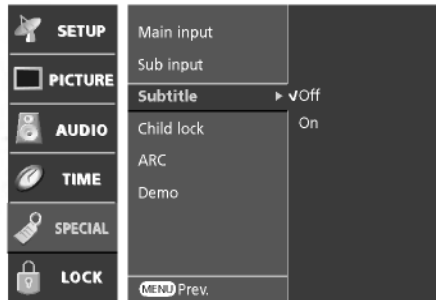 SETUP
PICTURE
AUDIO
TIME
SPECIAL
LOCK
Main input
Sub input
Subtitle
Child lock
ARC
Demo
MENU Prev.
Off
On